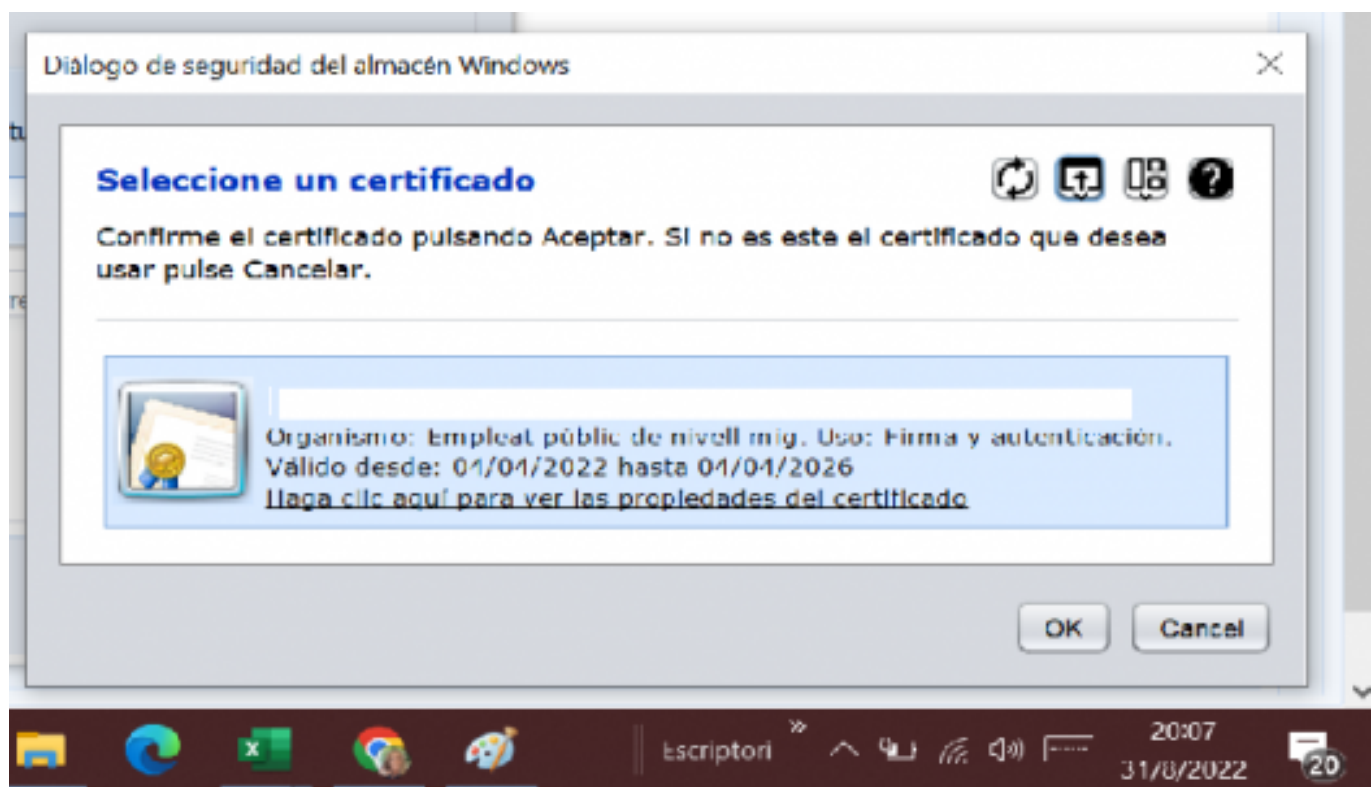 Diálogo de seguridad del almacén Windows
Seleccione un certificado
Confirme el certificado pulsando Aceptar. Si no es este el certificado que desea
usar pulse Cancelar.
Organismo: Empleat públic de nivell mig. Uso: Firma y autenticación.
Válido desde: 04/04/2022 hasta 04/04/2026
Haga clic aquí para ver las propiedades del certificado
OK
Cancel
Escriptori
20:07
31/8/2022
20